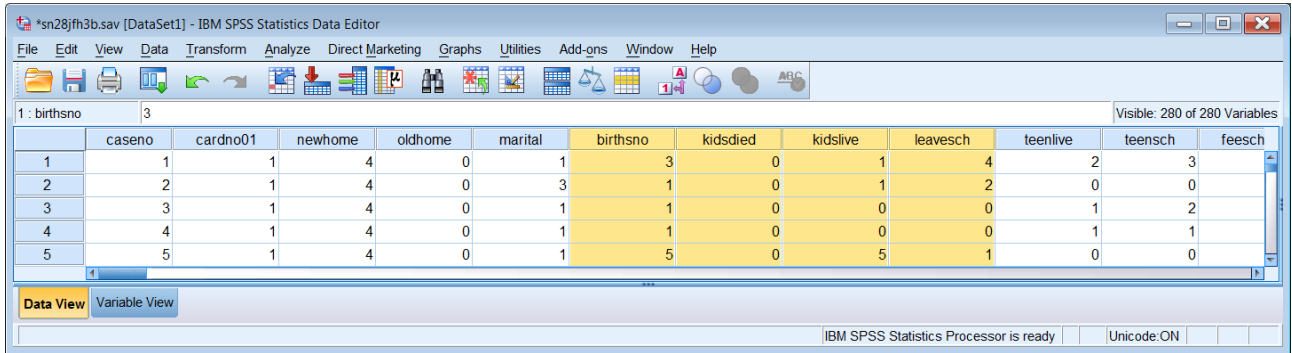 *sn28jfh3b.sav [DataSet1] - IBM SPSS Statistics Data Editor
File Edit View Data Transform Analyze Direct Marketing Graphs Utilities Add-ons Window Help
μ A 1 4 ABC
1 : birthsno 3 Visible: 280 of 280 Variables
caseno cardno01 newhome oldhome marital birthsno kidsdied kidslive leavesch teenlive teensch feesch
1 1 1 4 0 1 3 0 1 4 2 3
2 2 1 4 0 3 1 0 1 2 0 0
3 3 1 4 0 1 1 0 0 0 1 2
4 4 1 4 0 1 1 0 0 0 1 1
5 5 1 4 0 1 5 0 5 1 0 0
Data View Variable View
IBM SPSS Statistics Processor is ready Unicode:ON